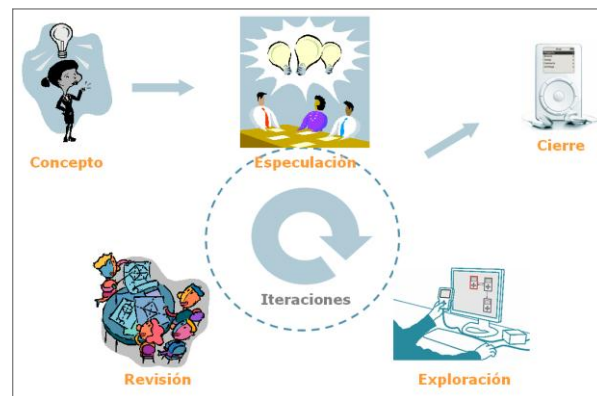 Concepto
Especulación
Cierre
Iteraciones
Revisión
Exploración